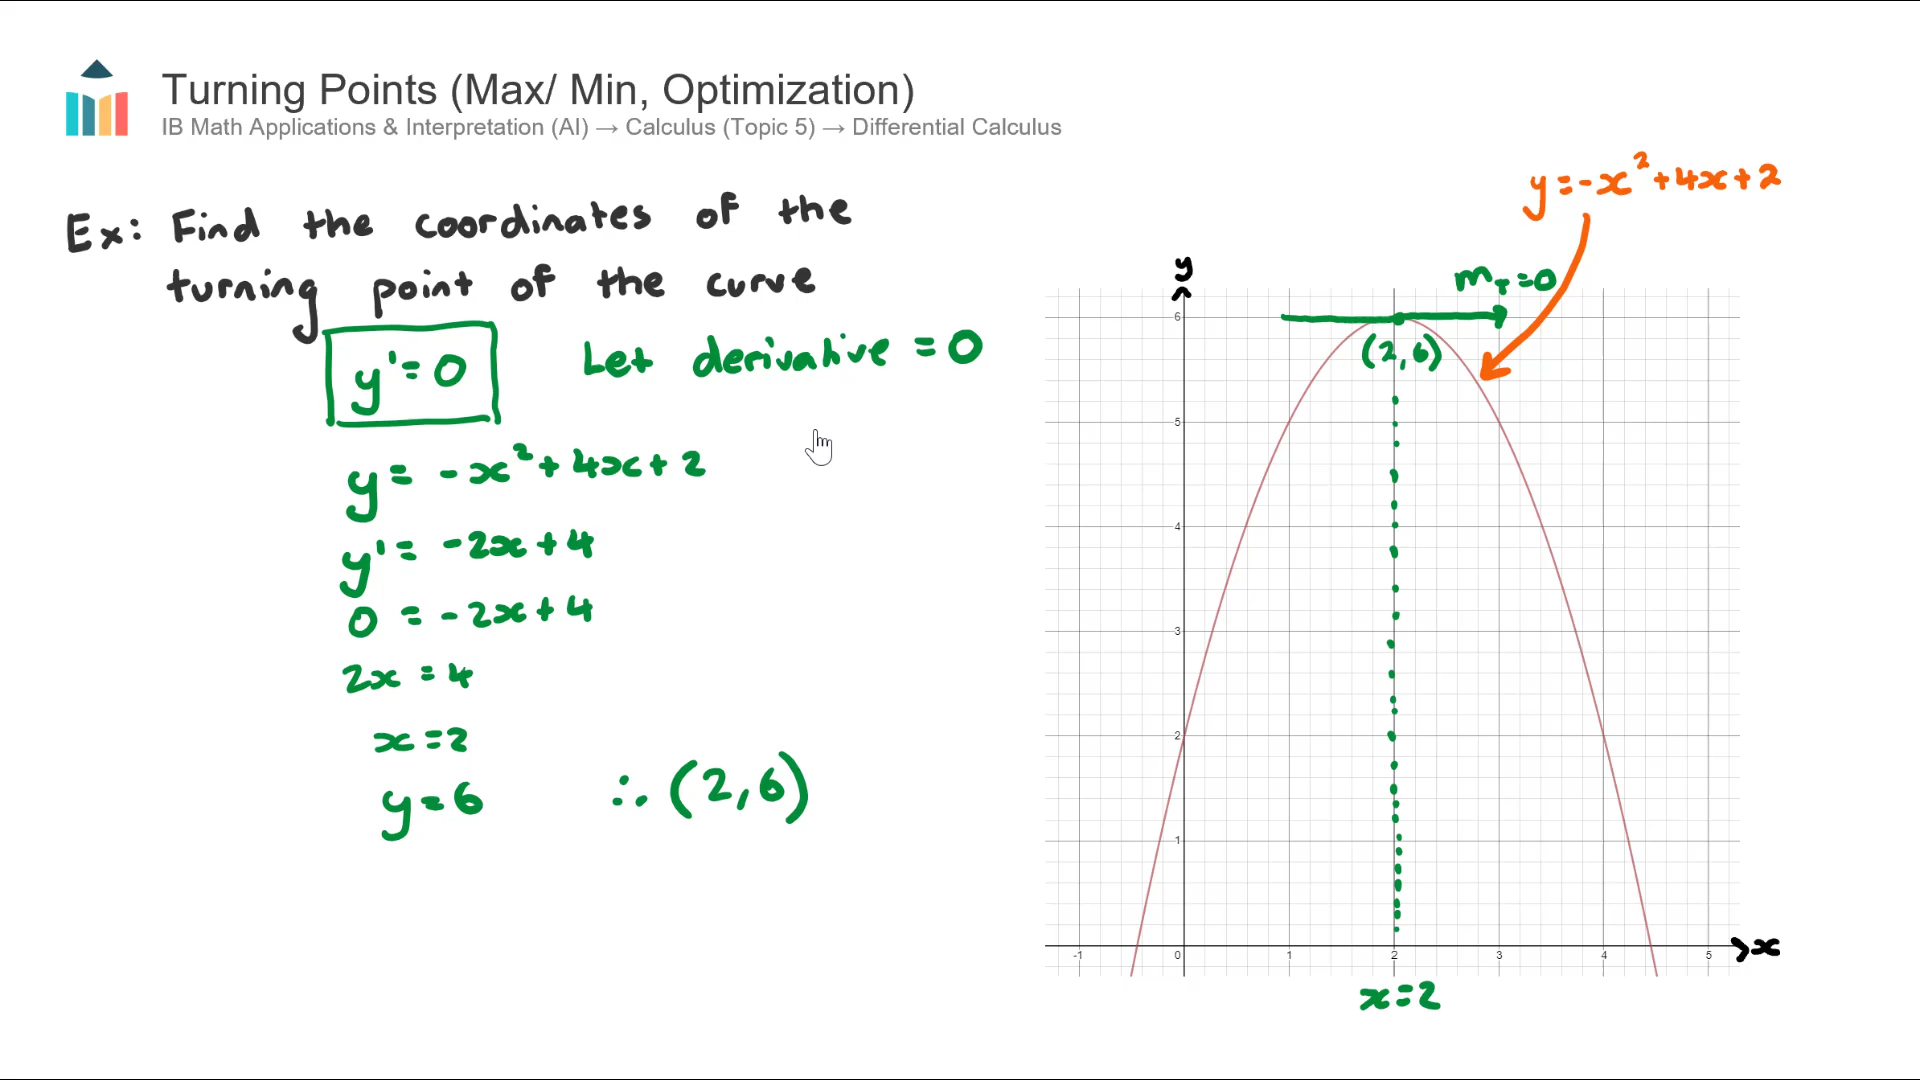 Turning Points (Max/ Min, Optimization)
IB Math Applications & Interpretation (AI) → Calculus (Topic 5) → Differential Calculus
Ex: Find the coordinates of the
turning point of the curve
y' = 0
Let derivative = 0
y = -x² + 4x + 2
y' = -2x + 4
0 = -2x + 4
2x = 4
x = 2
y = 6
∴ (2, 6)
y = -x² + 4x + 2
y
m_T = 0
6
(2, 6)
5
4
3
2
1
-1 0 1 2 3 4 5
x
x = 2